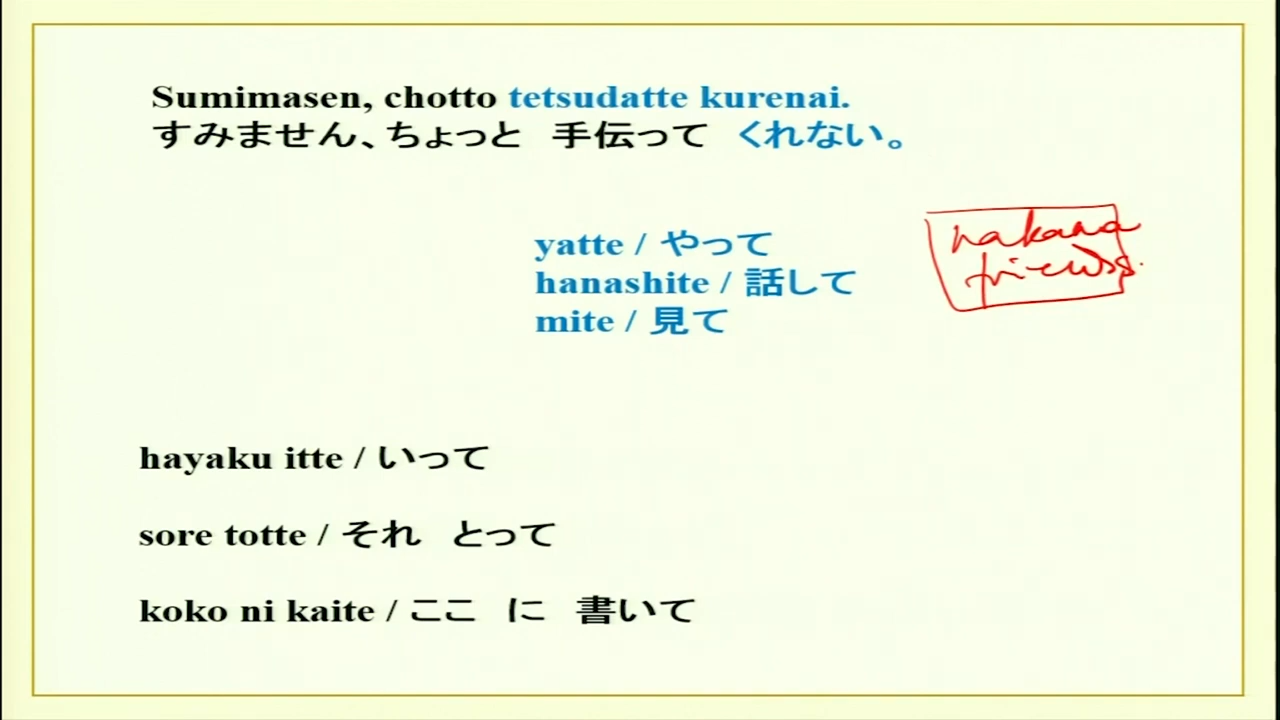 Sumimasen, chotto tetsudatte kurenai.
すみません、ちょっと 手伝って くれない。
yatte / やって
hanashite / 話して
mite / 見て
nakama
friends.
hayaku itte / いって
sore totte / それ とって
koko ni kaite / ここ に 書いて